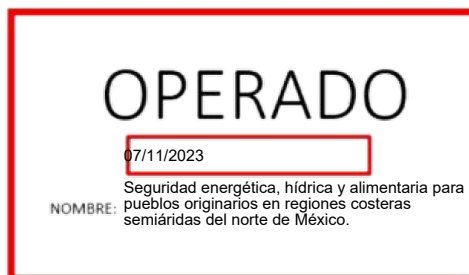 OPERADO
07/11/2023
Seguridad energética, hídrica y alimentaria para
NOMBRE: pueblos originarios en regiones costeras
semiáridas del norte de México.